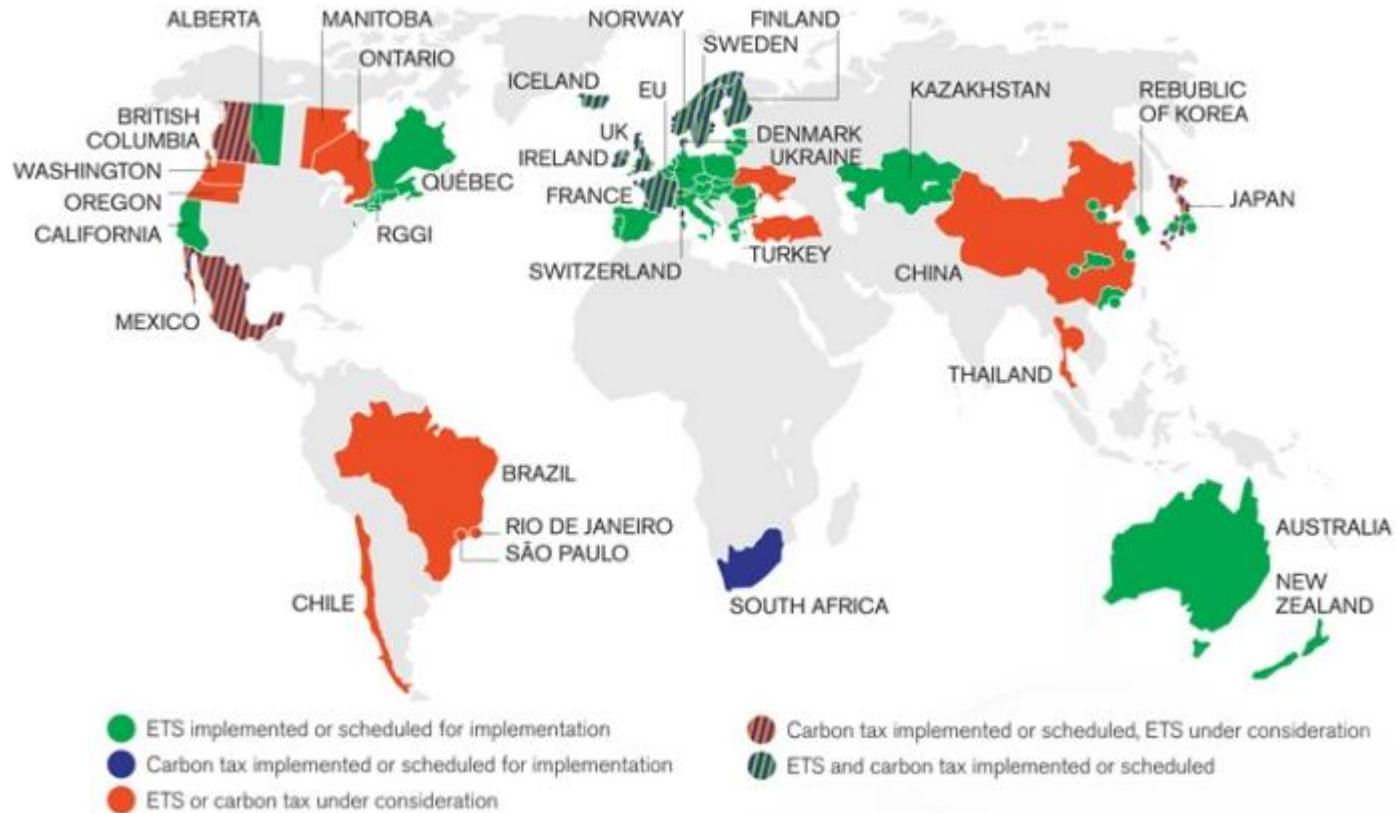 ALBERTA
MANITOBA
NORWAY
FINLAND
ONTARIO
SWEDEN
ICELAND
EU
KAZAKHSTAN
REBUBLIC
OF KOREA
BRITISH
COLUMBIA
UK
DENMARK
WASHINGTON
IRELAND
UKRAINE
QUÉBEC
OREGON
FRANCE
JAPAN
CALIFORNIA
RGGI
TURKEY
SWITZERLAND
CHINA
MEXICO
THAILAND
BRAZIL
RIO DE JANEIRO
AUSTRALIA
SÃO PAULO
NEW
ZEALAND
CHILE
SOUTH AFRICA
ETS implemented or scheduled for implementation
Carbon tax implemented or scheduled for implementation
ETS or carbon tax under consideration
Carbon tax implemented or scheduled, ETS under consideration
ETS and carbon tax implemented or scheduled